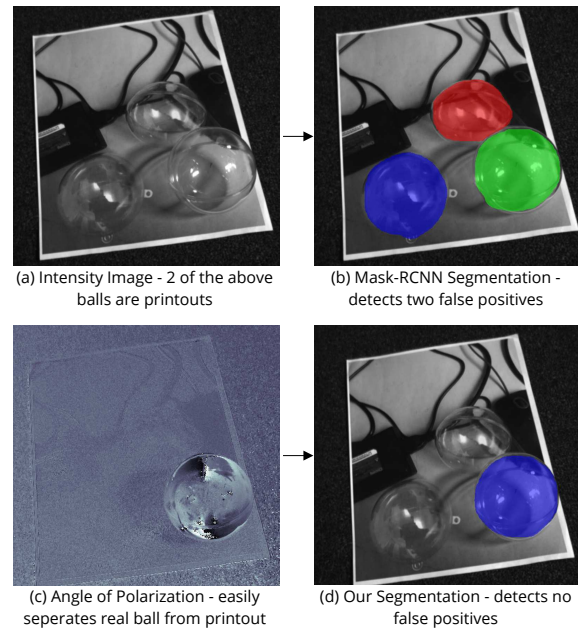 D
D
(a) Intensity Image - 2 of the above
balls are printouts
(b) Mask-RCNN Segmentation -
detects two false positives
D
(c) Angle of Polarization - easily
seperates real ball from printout
(d) Our Segmentation - detects no
false positives